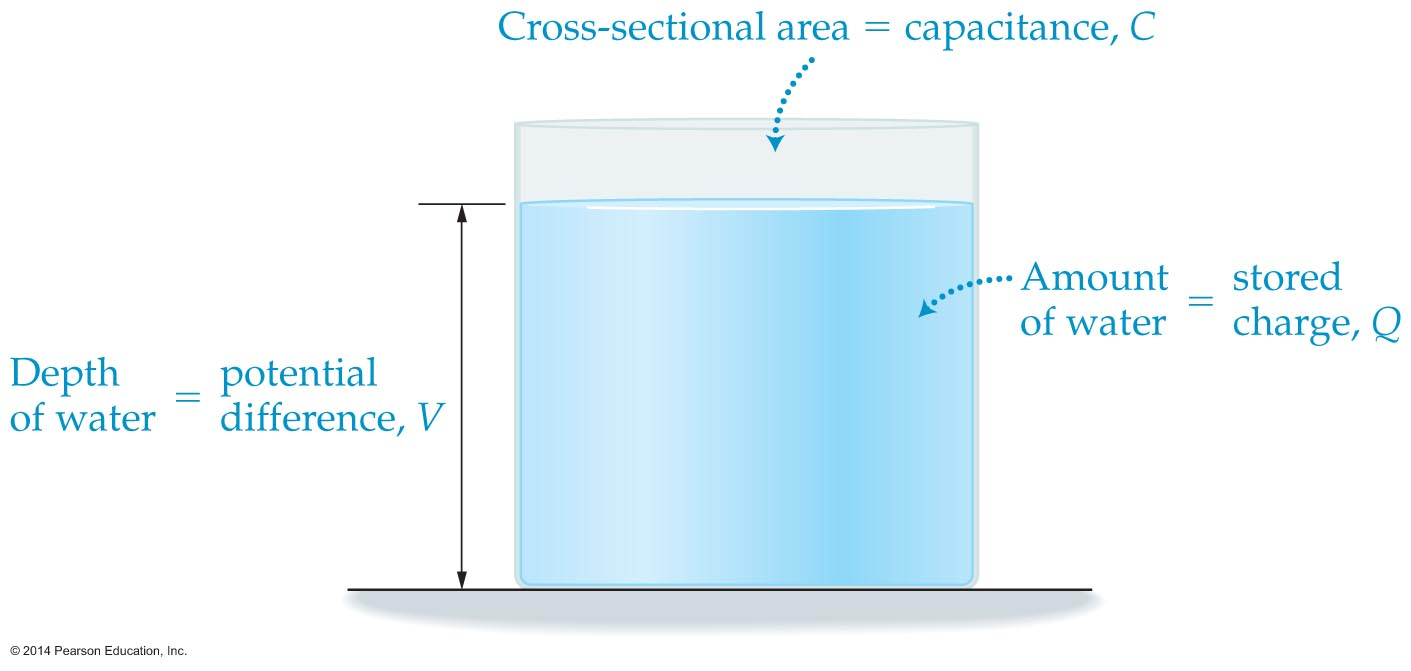 Cross-sectional area = capacitance, C
Amount of water = stored charge, Q
Depth of water = potential difference, V
© 2014 Pearson Education, Inc.